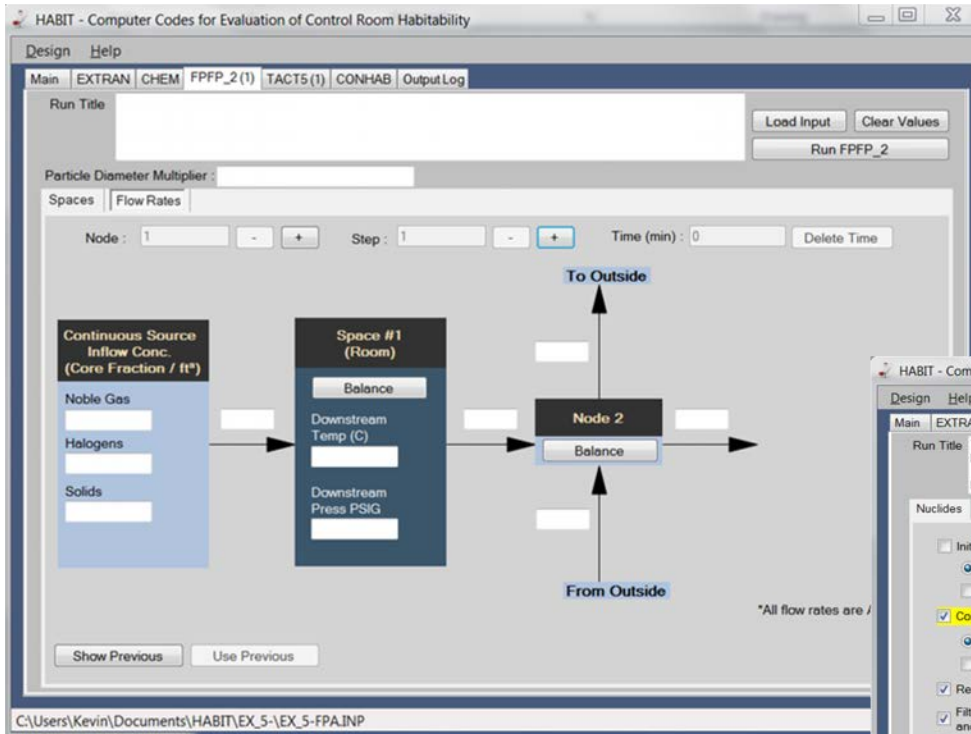 HABIT - Computer Codes for Evaluation of Control Room Habitability
Design Help
Main EXTRAN CHEM FPFP_2 (1) TACT5 (1) CONHAB Output Log
Run Title
Load Input Clear Values
Run FPFP_2
Particle Diameter Multiplier :
Spaces Flow Rates
Node : 1 - + Step : 1 - + Time (min) : 0 Delete Time
To Outside
Continuous Source
Inflow Conc.
(Core Fraction / ft³)
Space #1
(Room)
Balance
Noble Gas
Halogens
Solids
Downstream
Temp (C)
Downstream
Press PSIG
Node 2
Balance
From Outside
*All flow rates are
Show Previous Use Previous
C:\Users\Kevin\Documents\HABIT\EX_5-\EX_5-FPA.INP
HABIT - Com
Design Help
Main EXTRA
Run Title
Nuclides
Init
Co
Re
Filt
an